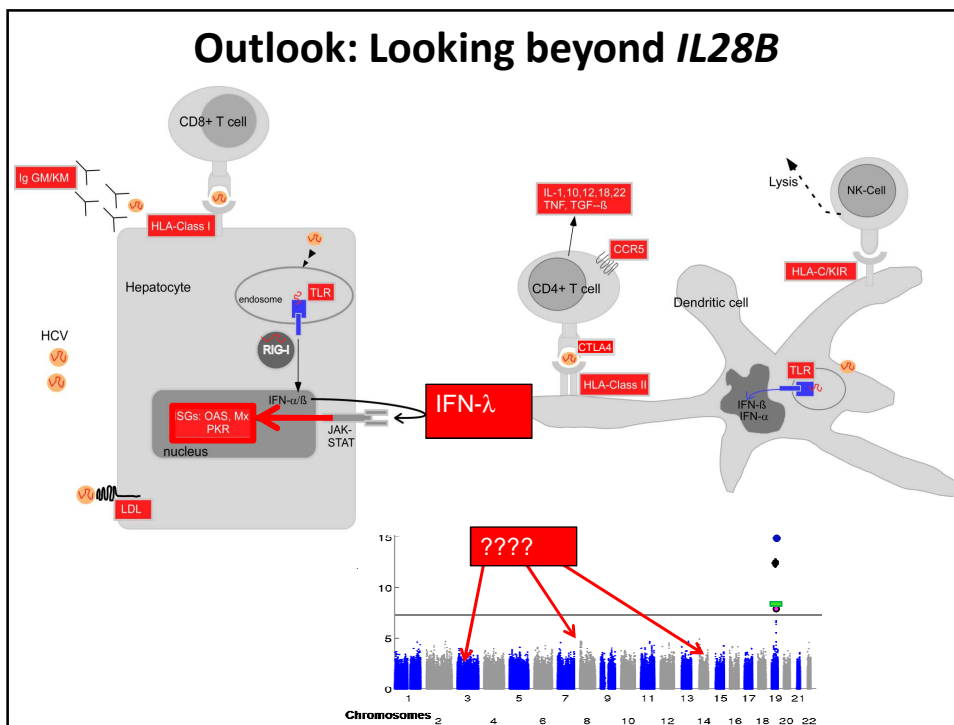 Outlook: Looking beyond IL28B
CD8+ T cell
Ig GM/KM
HLA-Class I
Hepatocyte
endosome
TLR
RIG-I
HCV
IFN-α/ß
SGs: OAS, Mx
PKR
nucleus
JAK-
STAT
LDL
IFN-λ
IL-1,10,12,18,22
TNF, TGF--ß
CCR5
CD4+ T cell
CTLA4
HLA-Class II
Dendritic cell
Lysis
NK-Cell
HLA-C/KIR
TLR
IFN-ß
IFN-α
????
15
10
5
0
1 3 5 7 9 11 13 15 17 19 21
Chromosomes 2 4 6 8 10 12 14 16 18 20 22